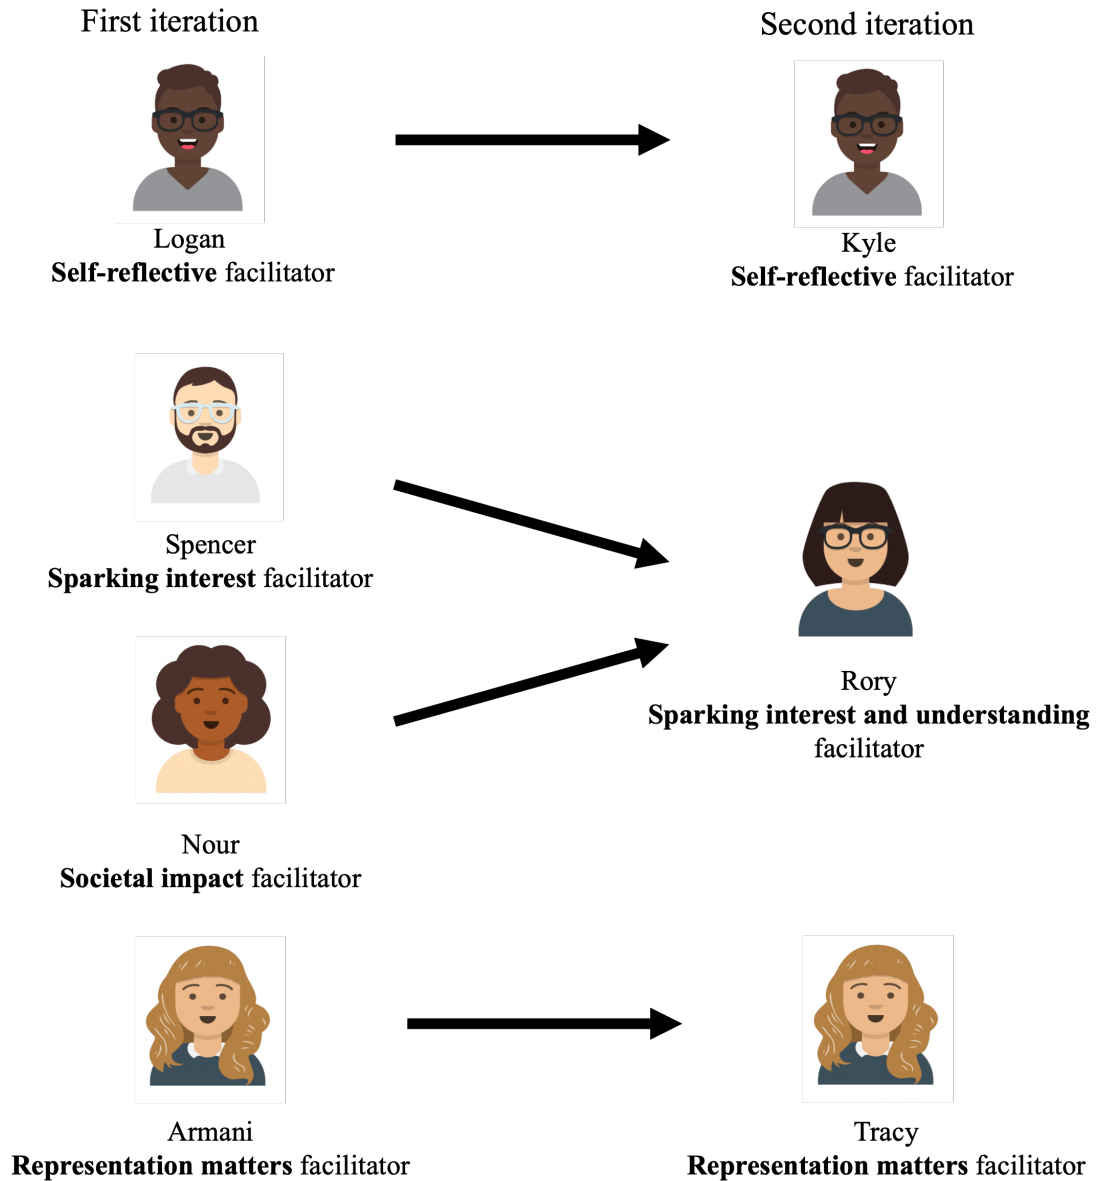 First iteration
Second iteration
Logan
Self-reflective facilitator
Kyle
Self-reflective facilitator
Spencer
Sparking interest facilitator
Rory
Sparking interest and understanding
facilitator
Nour
Societal impact facilitator
Armani
Representation matters facilitator
Tracy
Representation matters facilitator